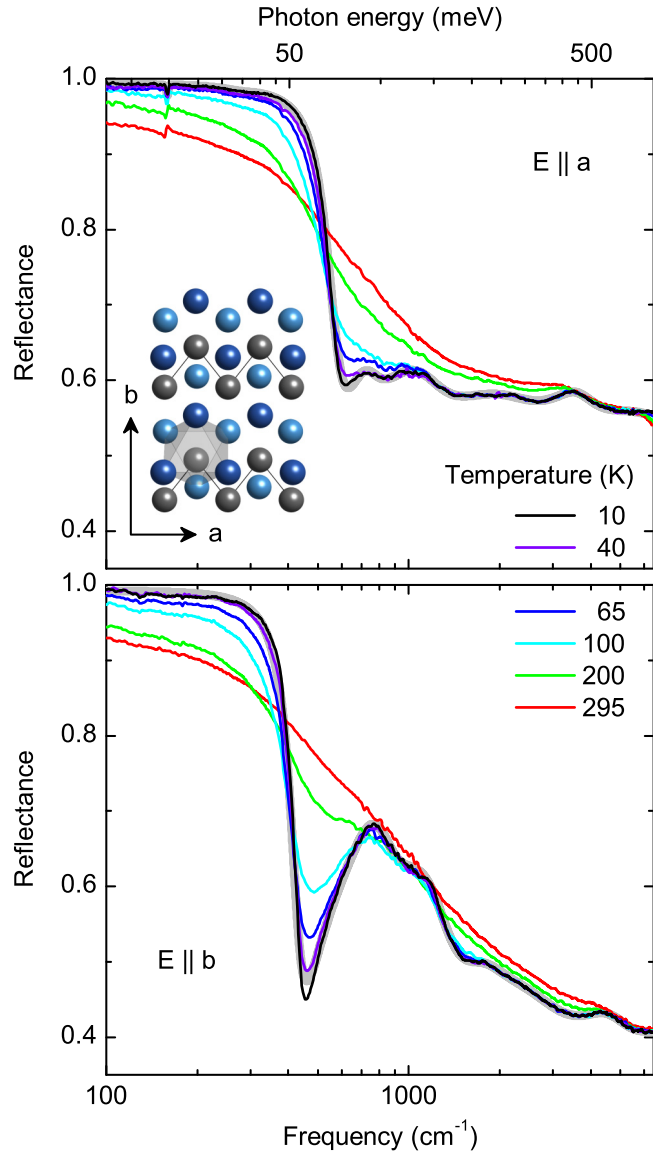 Photon energy (meV)
50 500
1.0
0.8
0.6
0.4
Reflectance
E || a
b
a
Temperature (K)
10
40
1.0
0.8
0.6
0.4
Reflectance
65
100
200
295
E || b
100 1000
Frequency (cm⁻¹)